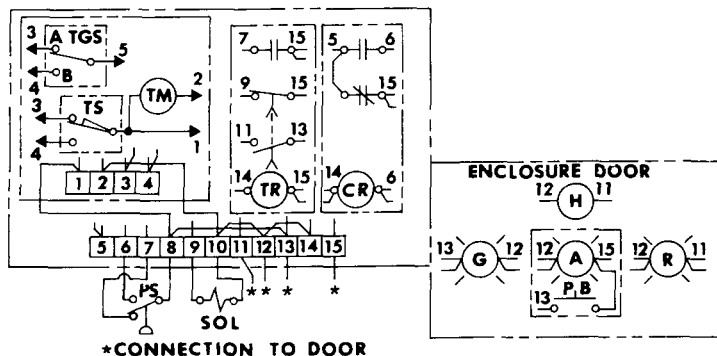 3 A TGS 5
4 B
3 TS TM 2
4 1
1 2 3 4
7 15
9 15
11 13
14 TR 15
5 6
15
14 CR 6
5 6 7 8 9 10 11 12 13 14 15
PS
SOL
* * * *
*CONNECTION TO DOOR
ENCLOSURE DOOR
12 H 11
13 G 12
12 A 15
12 R 11
13 P B